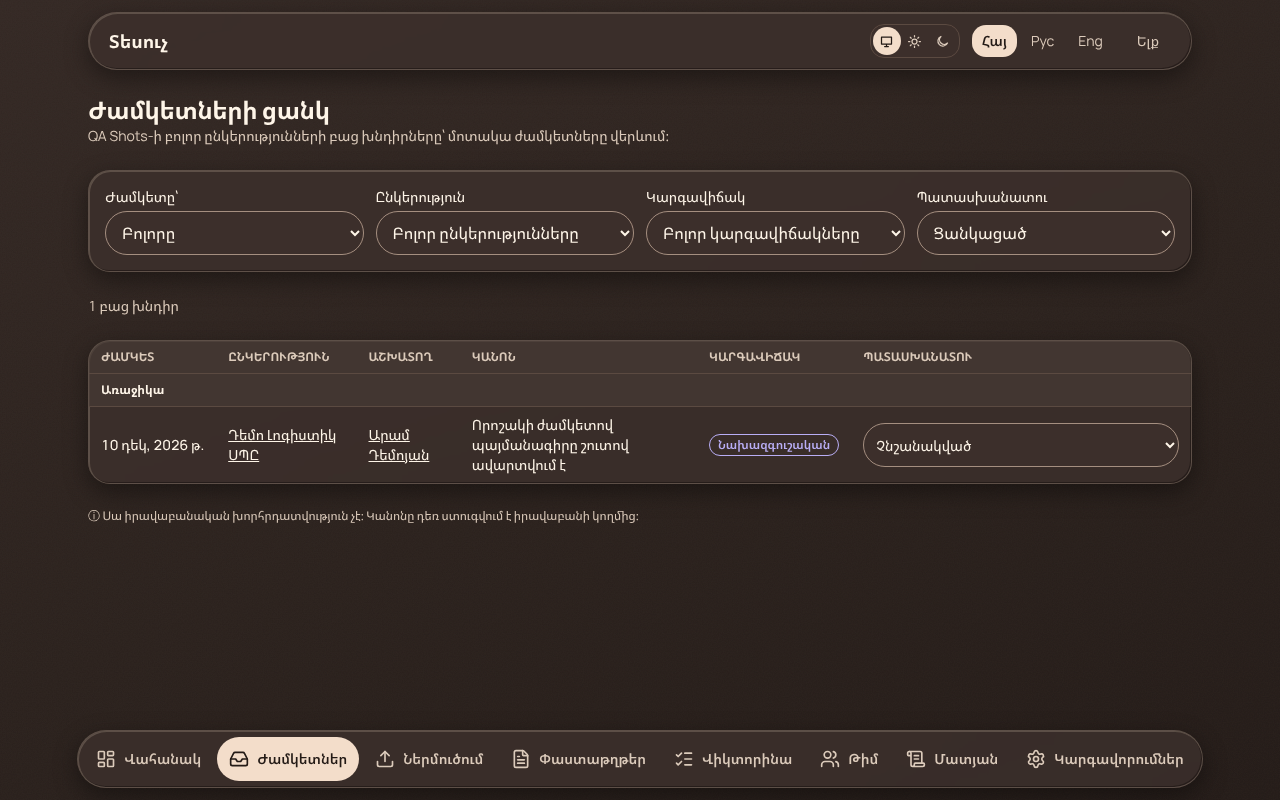 Տեսուչ
Հայ Рус Eng Ելք
Ժամկետների ցանկ
QA Shots-ի բոլոր ընկերությունների բաց խնդիրները՝ մոտակա ժամկետները վերևում։
Ժամկետը՝ Ընկերություն Կարգավիճակ Պատասխանատու
Բոլորը Բոլոր ընկերությունները Բոլոր կարգավիճակները Ցանկացած
1 բաց խնդիր
ԺԱՄԿԵՏ ԸՆԿԵՐՈՒԹՅՈՒՆ ԱՇԽԱՏՈՂ ԿԱՆՈՆ ԿԱՐԳԱՎԻՃԱԿ ՊԱՏԱՍԽԱՆԱՏՈՒ
Առաջիկա
10 դեկ, 2026 թ. Դեմո Լոգիստիկ ՍՊԸ Արամ Դեմոյան Որոշակի ժամկետով պայմանագիրը շուտով ավարտվում է Նախազգուշական Չնշանակված
ⓘ Սա իրավաբանական խորհրդատվություն չէ։ Կանոնը դեռ ստուգվում է իրավաբանի կողմից։
Վահանակ Ժամկետներ Ներմուծում Փաստաթղթեր Վիկտորինա Թիմ Մատյան Կարգավորումներ